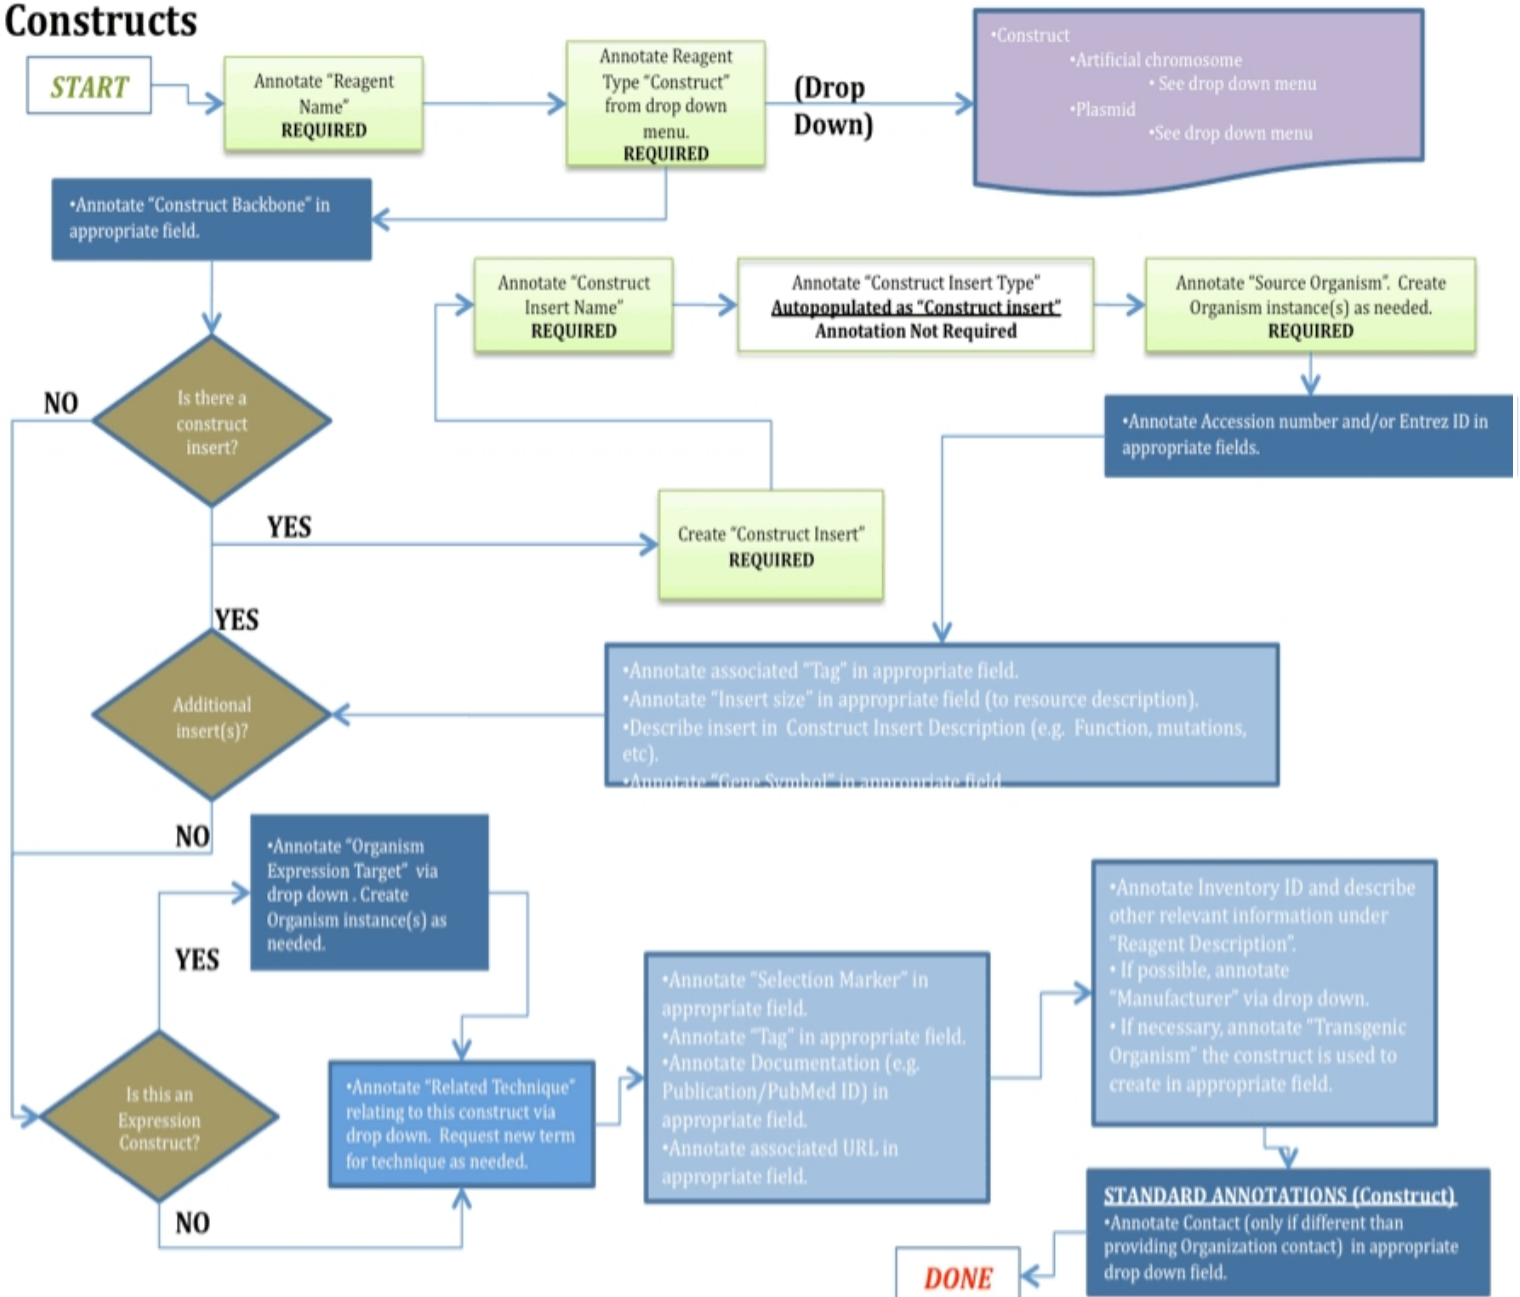 Constructs
START
Annotate “Reagent
Name”
REQUIRED
Annotate Reagent
Type “Construct”
from drop down
menu.
REQUIRED
(Drop
Down)
•Construct
•Artificial chromosome
• See drop down menu
•Plasmid
•See drop down menu
•Annotate “Construct Backbone” in
appropriate field.
Annotate “Construct
Insert Name”
REQUIRED
Annotate “Construct Insert Type”
Autopopulated as “Construct insert”
Annotation Not Required
Annotate “Source Organism”. Create
Organism instance(s) as needed.
REQUIRED
Is there a
construct
insert?
NO
•Annotate Accession number and/or Entrez ID in
appropriate fields.
YES
Create “Construct Insert”
REQUIRED
YES
Additional
insert(s)?
•Annotate associated “Tag” in appropriate field.
•Annotate “Insert size” in appropriate field (to resource description).
•Describe insert in Construct Insert Description (e.g. Function, mutations,
etc).
•Annotate “Gene Symbol” in appropriate field
NO
•Annotate “Organism
Expression Target” via
drop down . Create
Organism instance(s) as
needed.
YES
Is this an
Expression
Construct?
NO
•Annotate “Related Technique”
relating to this construct via
drop down. Request new term
for technique as needed.
•Annotate “Selection Marker” in
appropriate field.
•Annotate “Tag” in appropriate field.
•Annotate Documentation (e.g.
Publication/PubMed ID) in
appropriate field.
•Annotate associated URL in
appropriate field.
•Annotate Inventory ID and describe
other relevant information under
“Reagent Description”.
• If possible, annotate
“Manufacturer” via drop down.
• If necessary, annotate “Transgenic
Organism” the construct is used to
create in appropriate field.
STANDARD ANNOTATIONS (Construct)
•Annotate Contact (only if different than
providing Organization contact) in appropriate
drop down field.
DONE